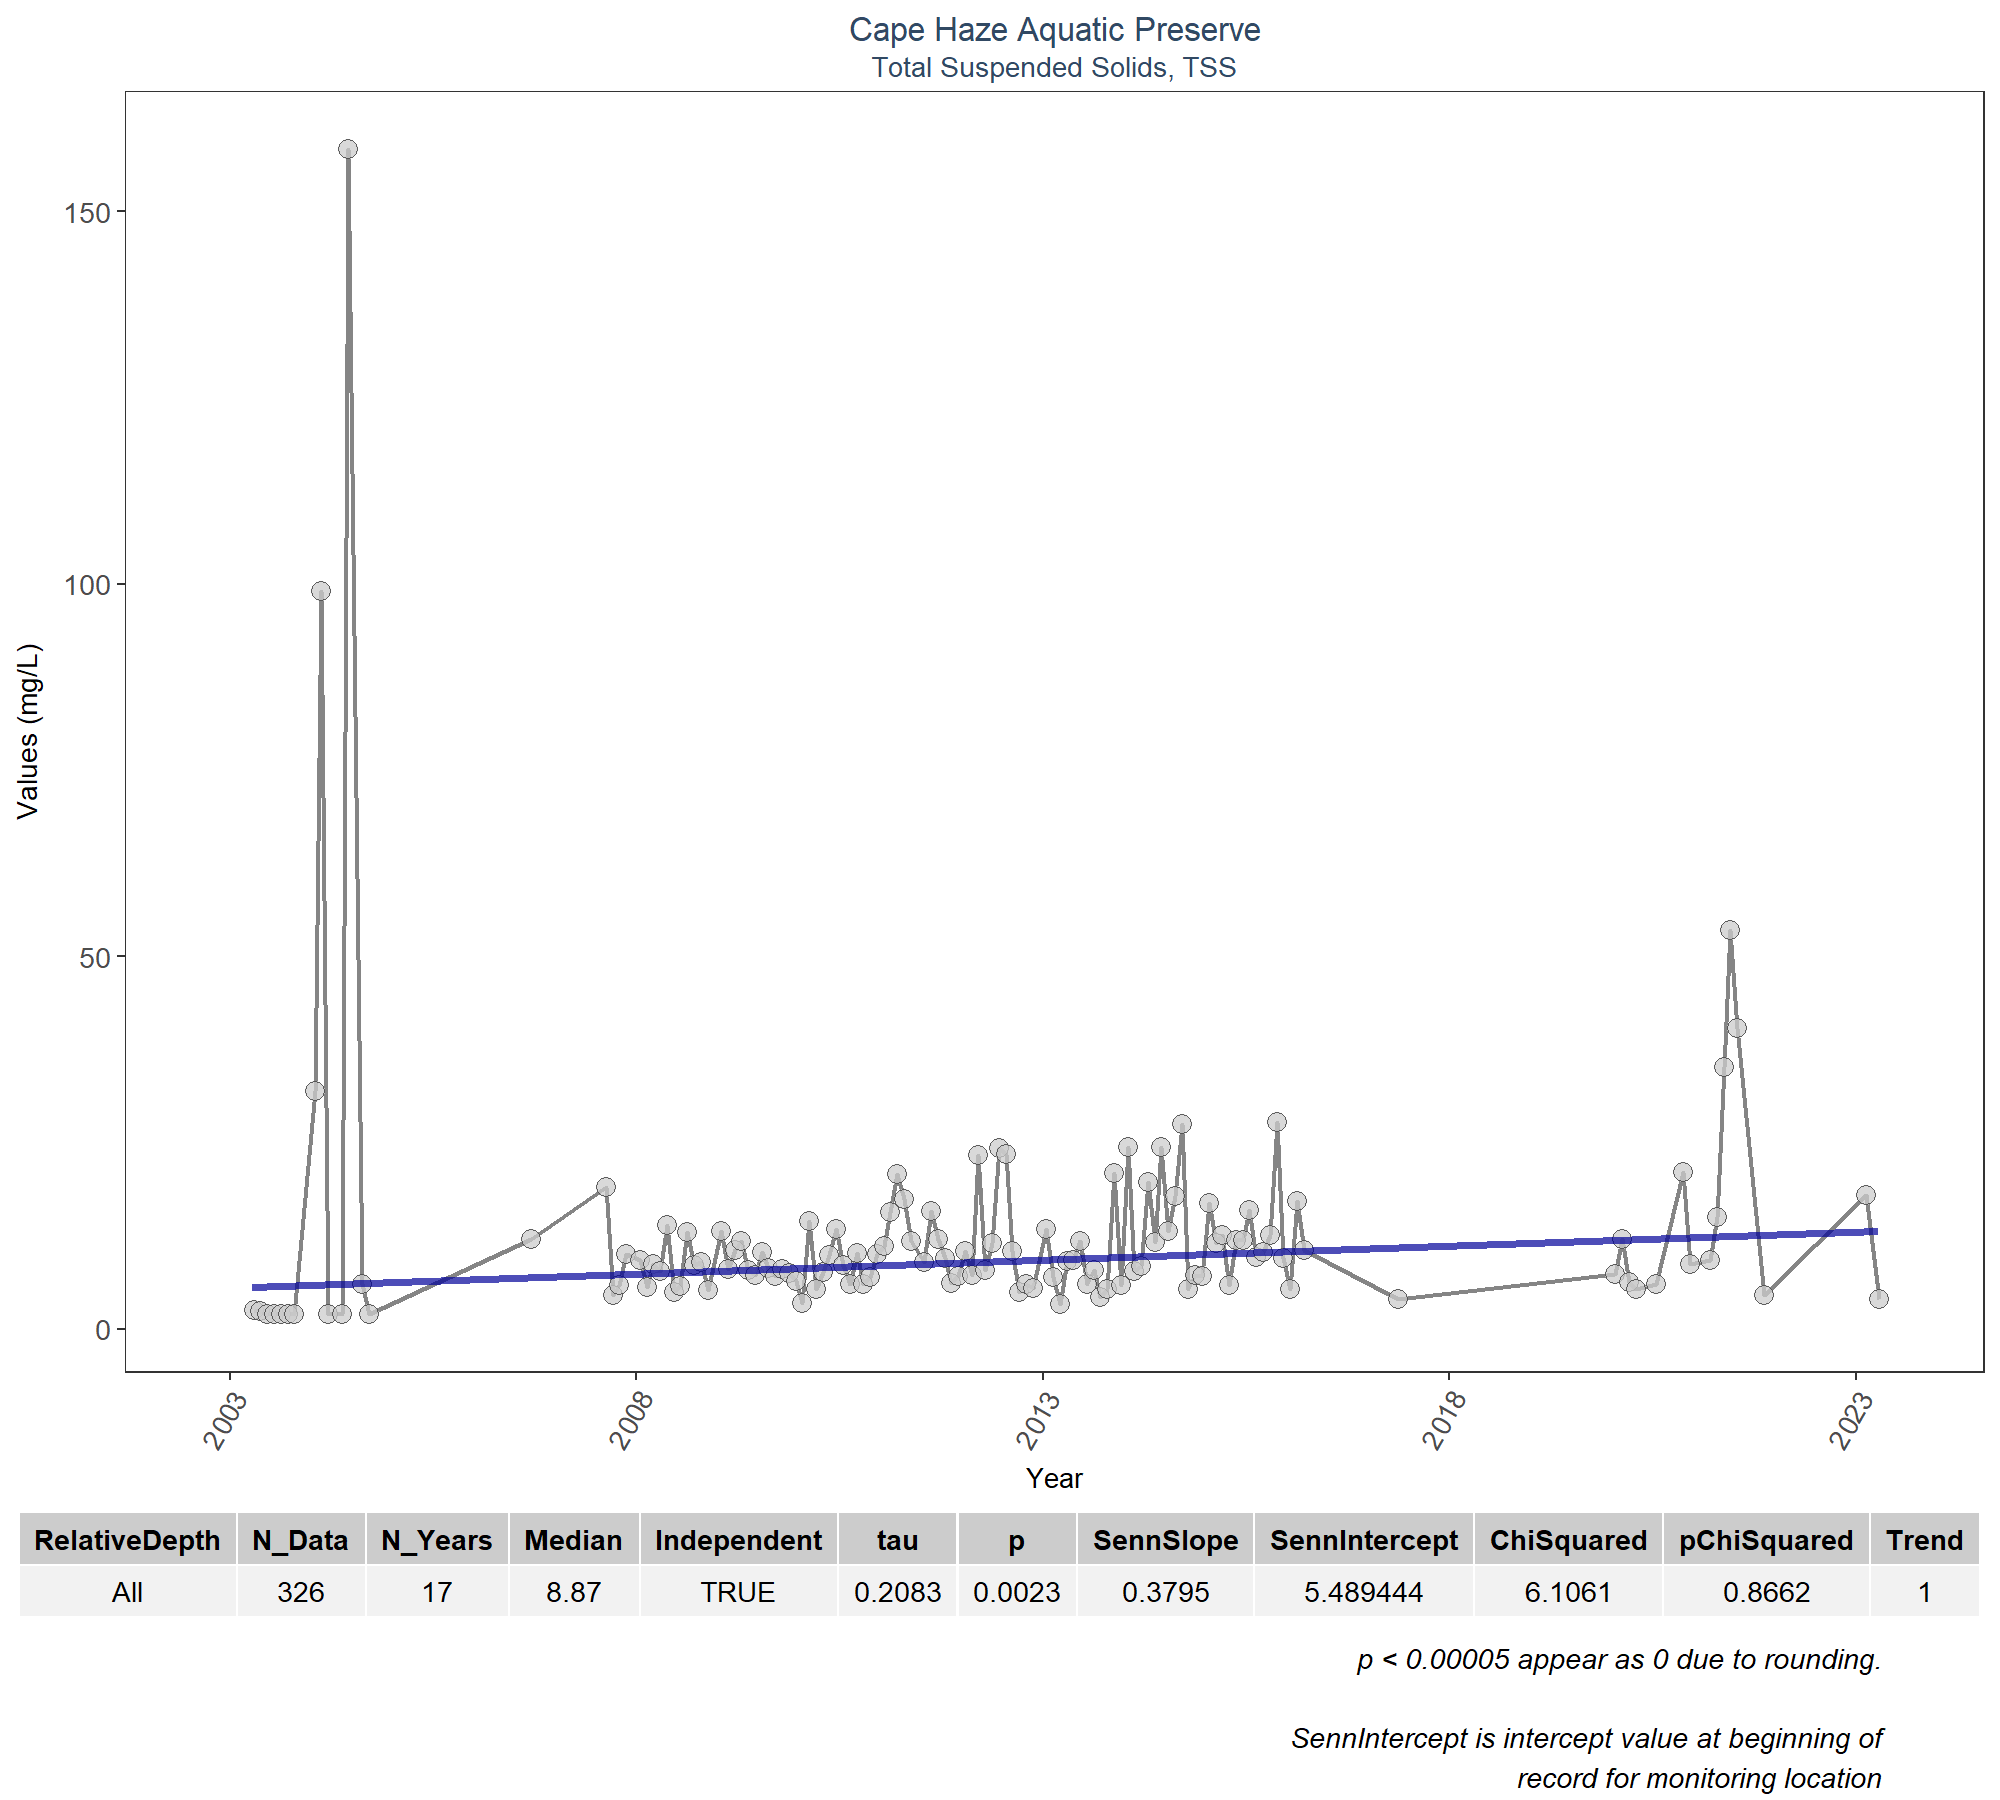 Cape Haze Aquatic Preserve
Total Suspended Solids, TSS
Values (mg/L)
150
100
50
0
2003 2008 2013 2018 2023
Year
RelativeDepth N_Data N_Years Median Independent tau p SennSlope SennIntercept ChiSquared pChiSquared Trend
All 326 17 8.87 TRUE 0.2083 0.0023 0.3795 5.489444 6.1061 0.8662 1
p < 0.00005 appear as 0 due to rounding.
SennIntercept is intercept value at beginning of
record for monitoring location